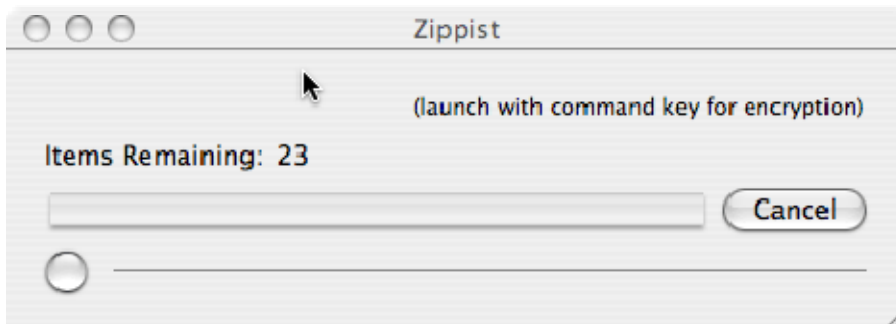 Zippist
(launch with command key for encryption)
Items Remaining: 23
Cancel